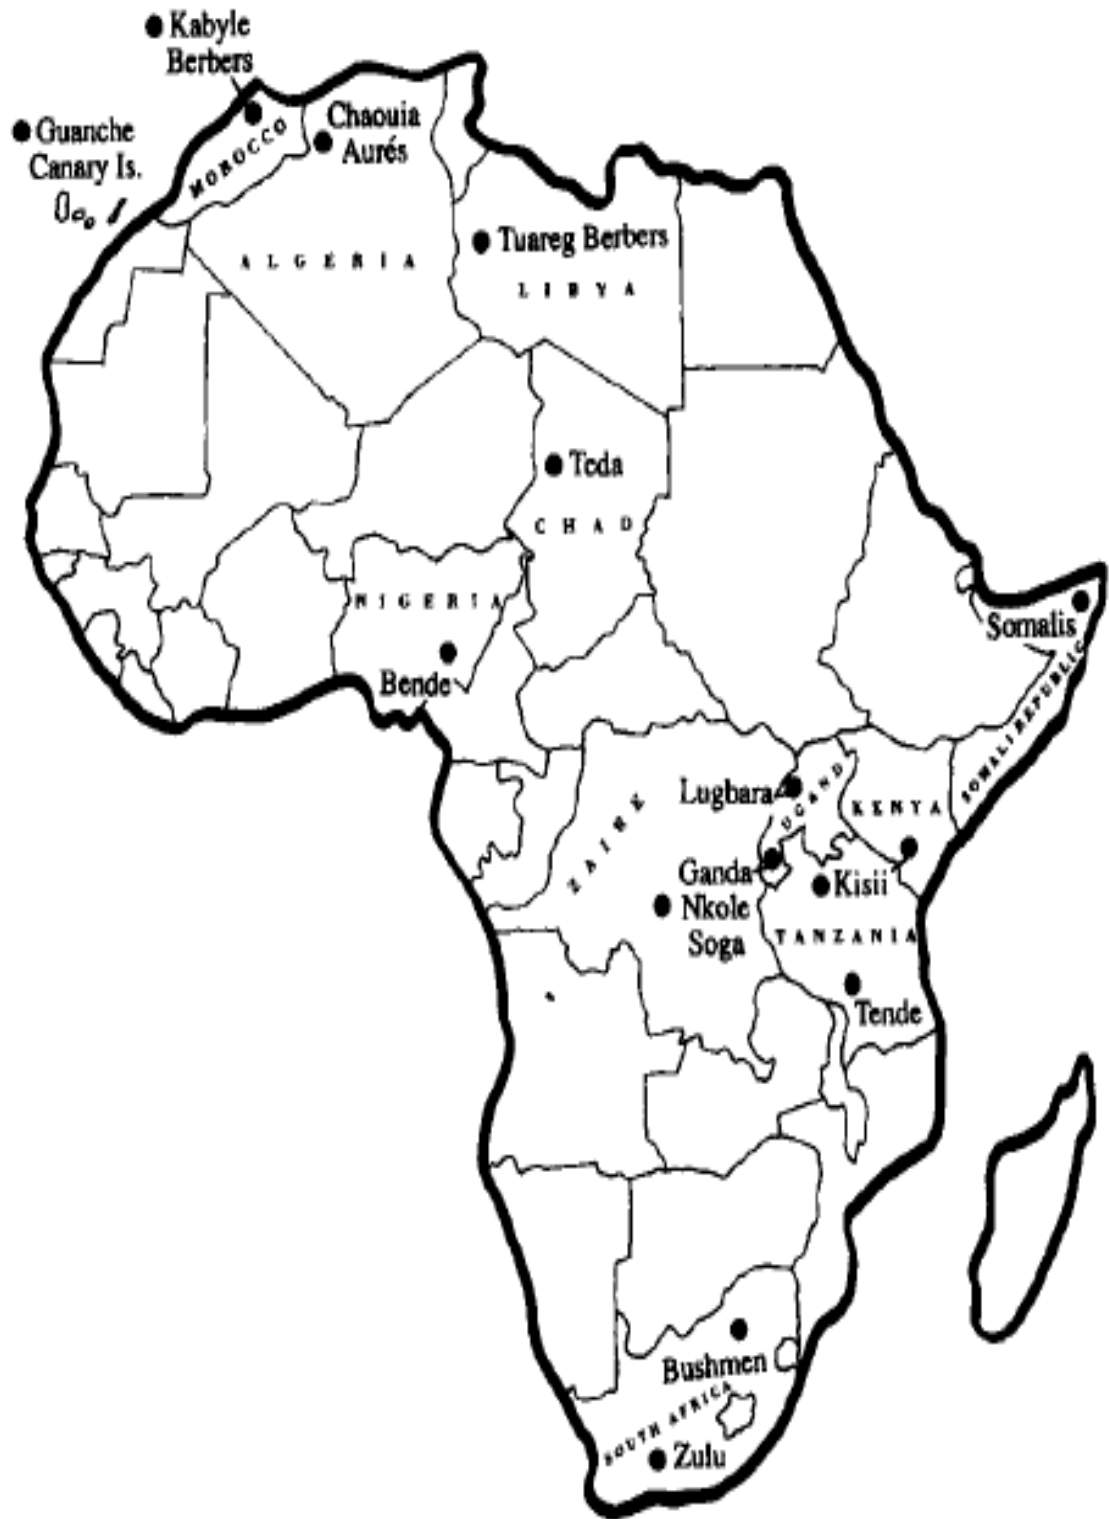 Kabyle
Berbers
Guanche
Canary Is.
MOROCCO
Chaouia
Aurés
ALGERIA
Tuareg Berbers
LIBYA
Teda
CHAD
NIGERIA
Bende
Somalis
SOMALI REPUBLIC
Lugbara
UGAND
KENYA
ZAIRE
Ganda
Nkole
Soga
Kisii
TANZANIA
Tende
Bushmen
SOUTH AFRICA
Zulu